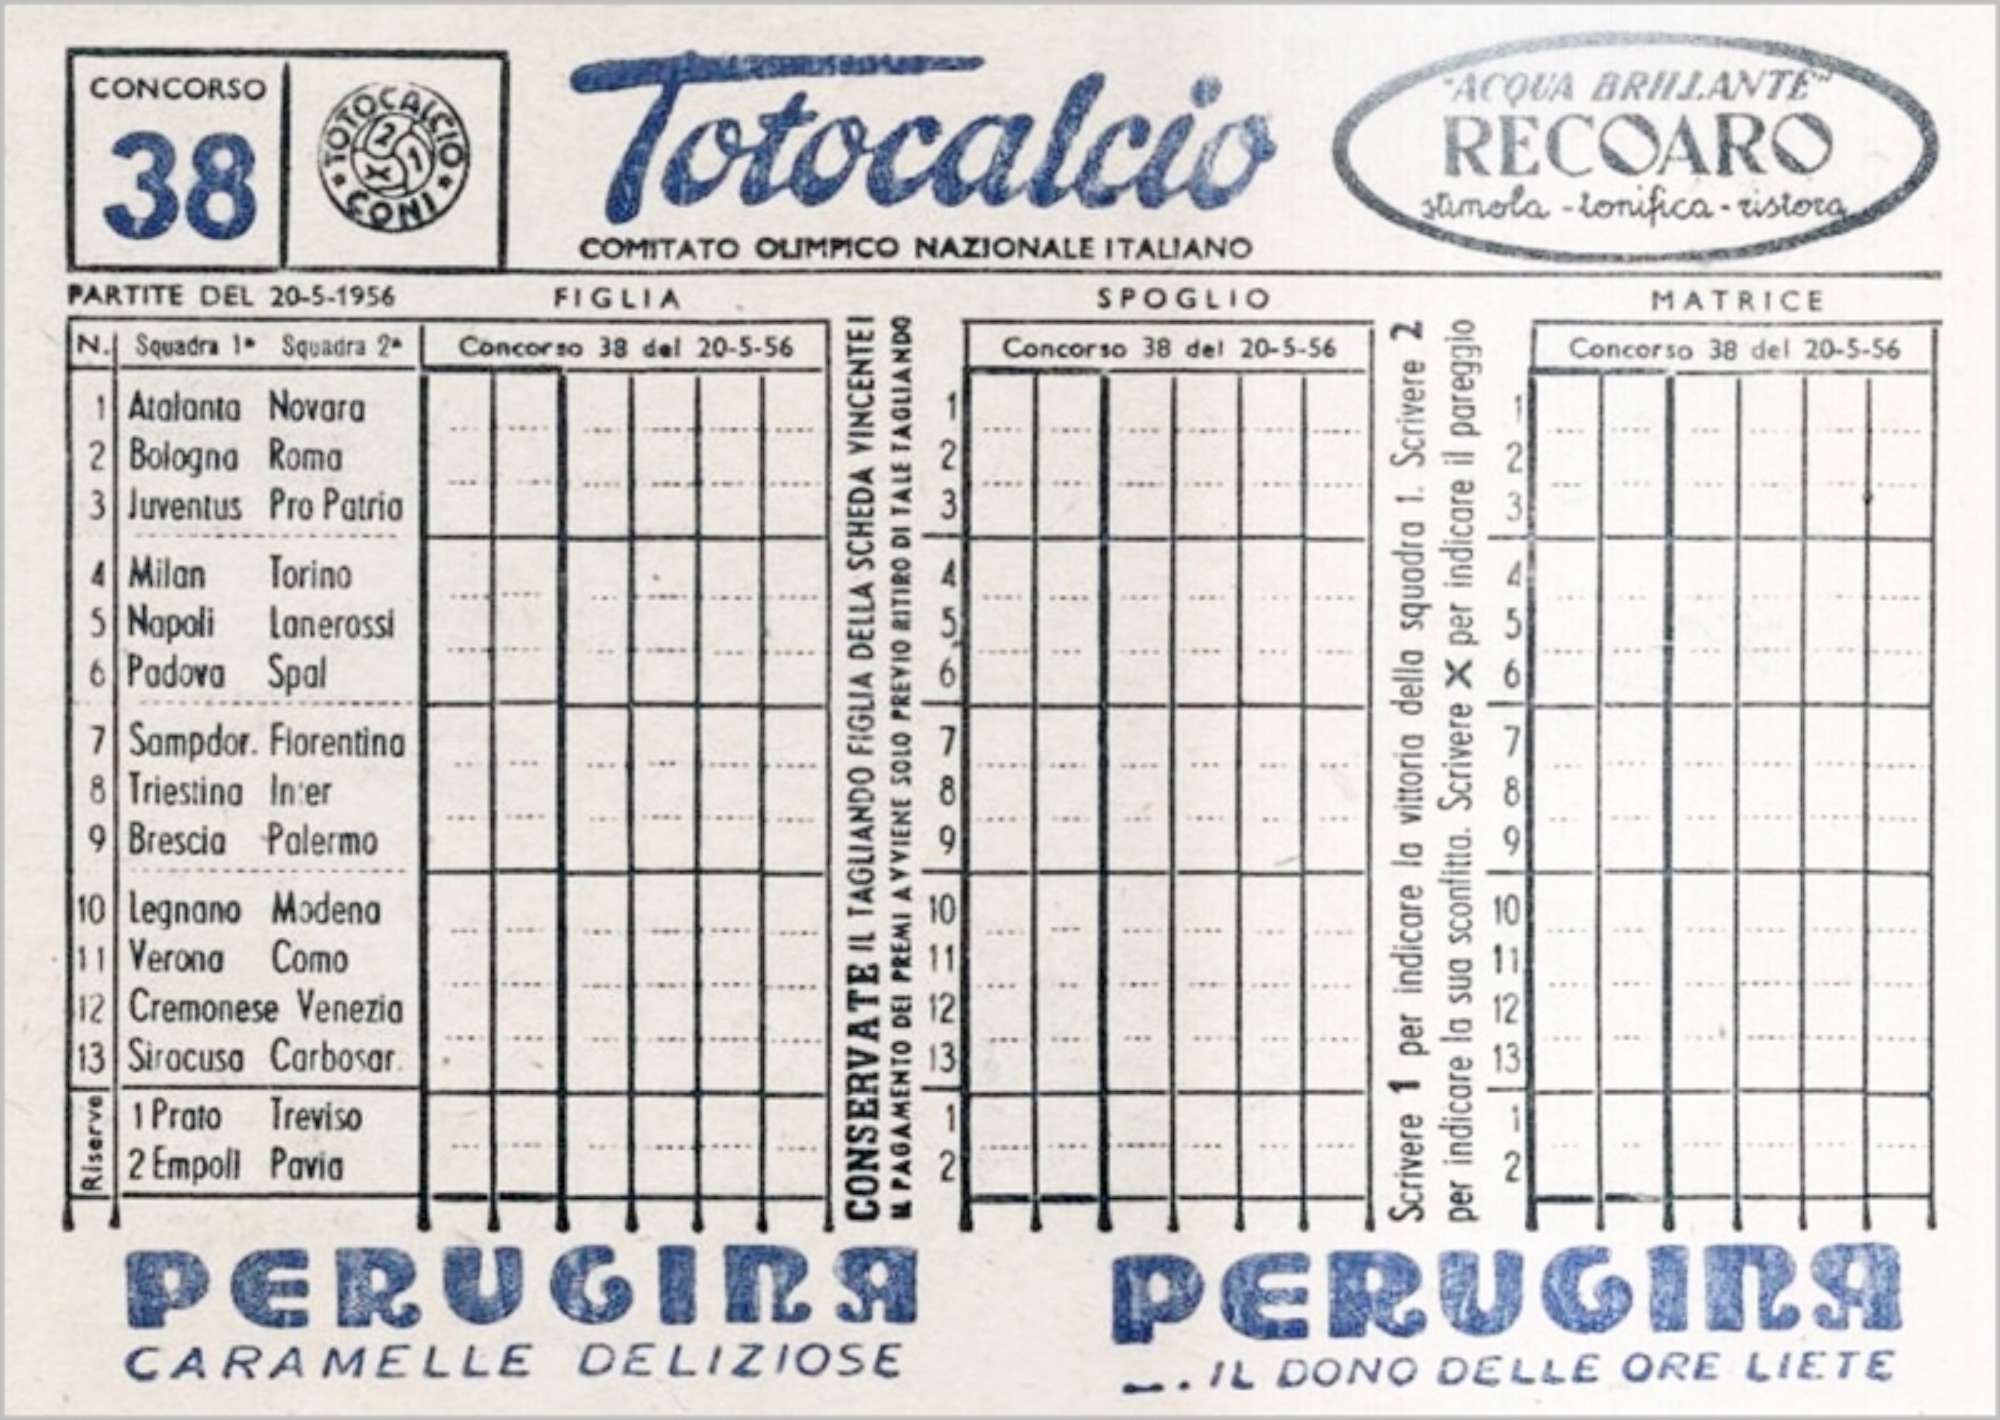 CONCORSO
38
TOTOCALCIO
2 X 1
CONI
Totocalcio
COMITATO OLIMPICO NAZIONALE ITALIANO
"ACQUA BRILLANTE"
RECOARO
stimola - tonifica - ristora
PARTITE DEL 20-5-1956
FIGLIA
SPOGLIO
MATRICE
N. Squadra 1ª Squadra 2ª
Concorso 38 del 20-5-56
1 Atalanta Novara
2 Bologna Roma
3 Juventus Pro Patria
4 Milan Torino
5 Napoli Lanerossi
6 Padova Spal
7 Sampdor. Fiorentina
8 Triestina Inter
9 Brescia Palermo
10 Legnano Modena
11 Verona Como
12 Cremonese Venezia
13 Siracusa Carbosar.
Riserve
1 Prato Treviso
2 Empoli Pavia
CONSERVATE IL TAGLIANDO FIGLIA DELLA SCHEDA VINCENTE!
IL PAGAMENTO DEI PREMI AVVIENE SOLO PREVIO RITIRO DI TALE TAGLIANDO
Concorso 38 del 20-5-56
1
2
3
4
5
6
7
8
9
10
11
12
13
1
2
Scrivere 1 per indicare la vittoria della squadra 1. Scrivere 2
per indicare la sua sconfitta. Scrivere X per indicare il pareggio
Concorso 38 del 20-5-56
1
2
3
4
5
6
7
8
9
10
11
12
13
1
2
PERUGINA
CARAMELLE DELIZIOSE
PERUGINA
... IL DONO DELLE ORE LIETE